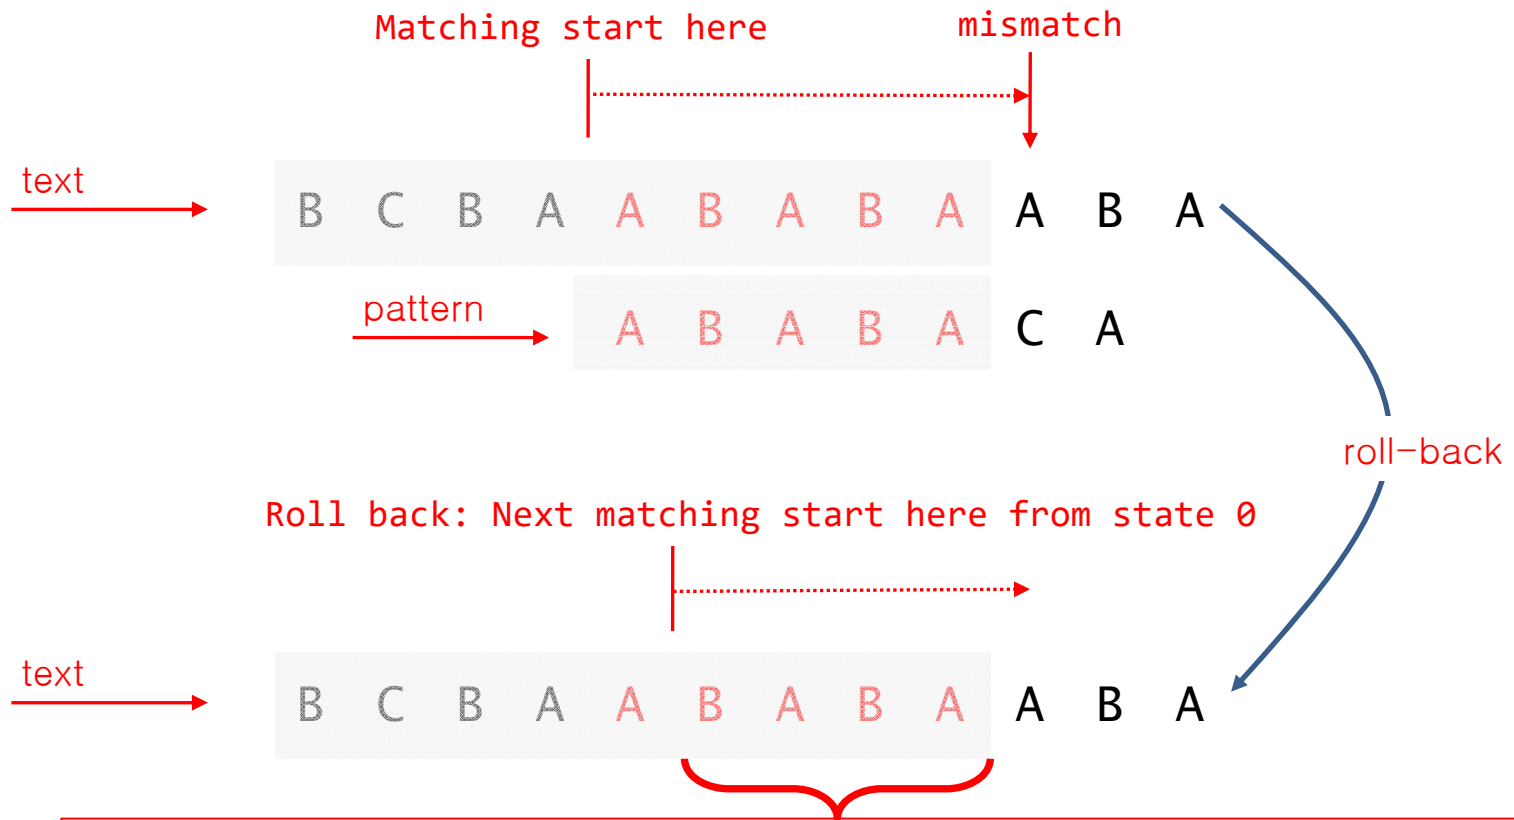 Matching start here mismatch
text
B C B A A B A B A A B A
pattern
A B A B A C A
roll-back
Roll back: Next matching start here from state 0
text
B C B A A B A B A A B A